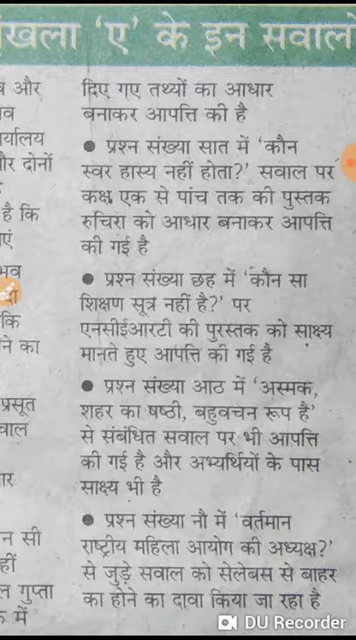 खला 'ए' के इन सवालो
दिए गए तथ्यों का आधार
बनाकर आपत्ति की है
● प्रश्न संख्या सात में 'कौन
स्वर हास्य नहीं होता?' सवाल पर
कक्ष एक से पांच तक की पुस्तक
रुचिरा को आधार बनाकर आपत्ति
की गई है
● प्रश्न संख्या छह में 'कौन सा
शिक्षण सूत्र नहीं है?' पर
एनसीईआरटी की पुरस्तक को साक्ष्य
मानते हुए आपत्ति की गई है
● प्रश्न संख्या आठ में 'अस्मक,
शहर का षष्ठी, बहुवचन रूप है'
से संबंधित सवाल पर भी आपत्ति
की गई है और अभ्यर्थियों के पास
साक्ष्य भी है
● प्रश्न संख्या नौ में 'वर्तमान
राष्ट्रीय महिला आयोग की अध्यक्ष?'
से जुड़े सवाल को सेलेबस से बाहर
का होने का दावा किया जा रहा है
और
र्यालय
और दोनों
है कि
कि
ने का
प्रसूत
वाल
न सी
हीं
ल गुप्ता
में
DU Recorder